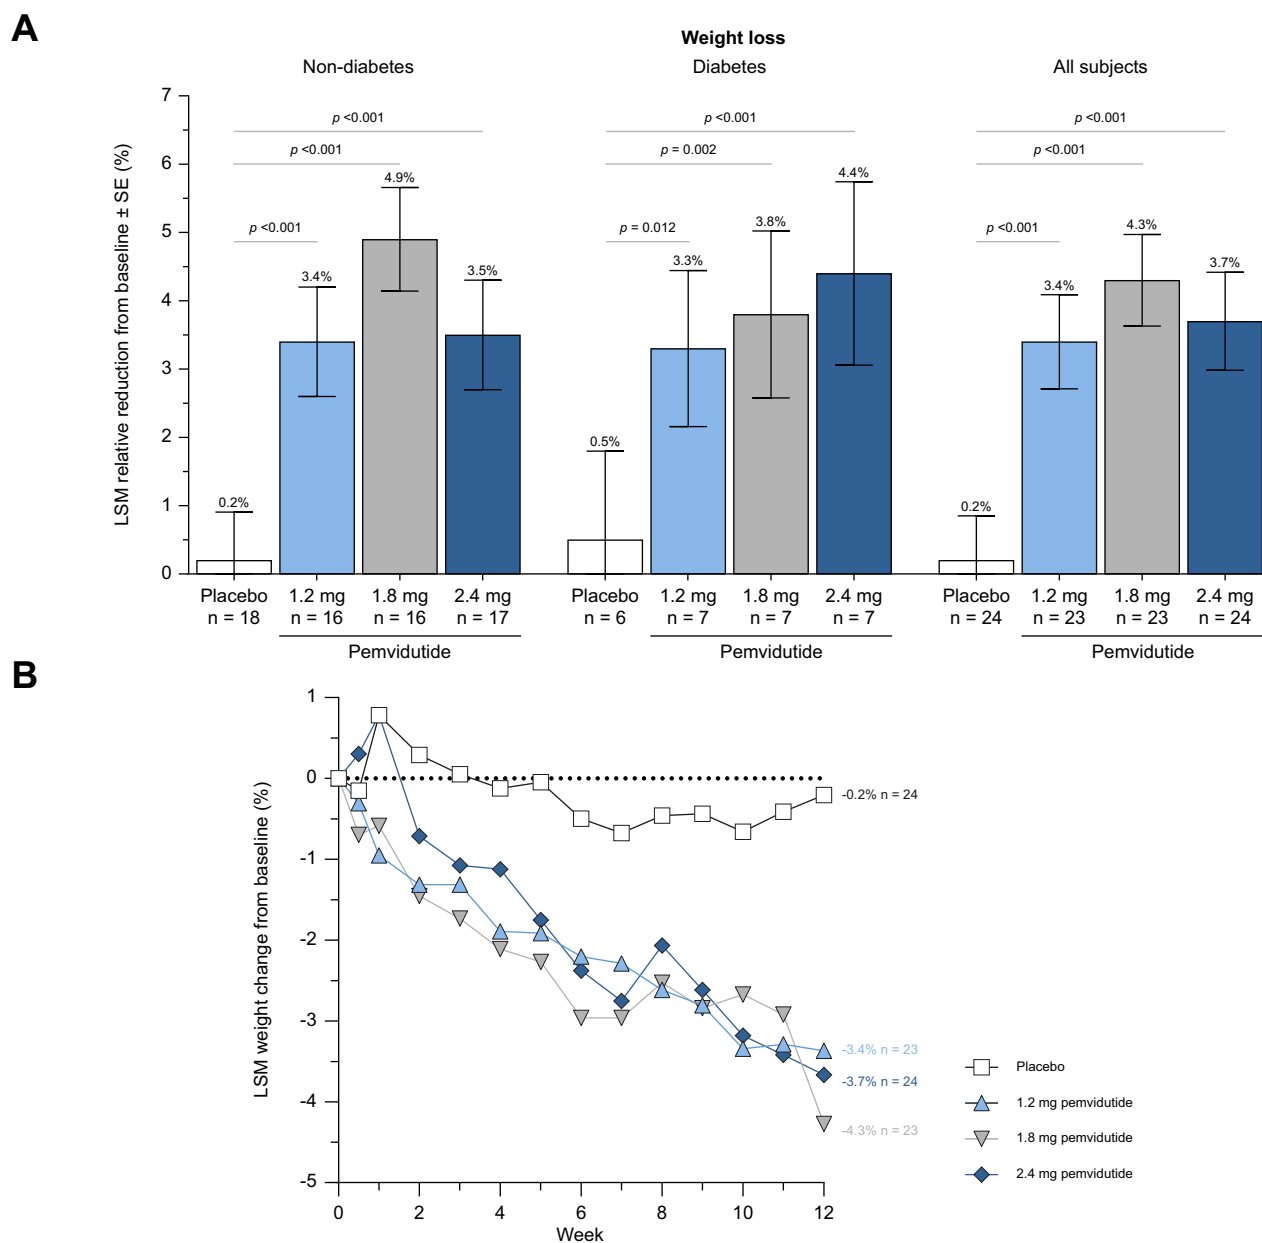 A
Weight loss
Non-diabetes
Diabetes
All subjects
LSM relative reduction from baseline ± SE (%)
7
6
5
4
3
2
1
0
p <0.001
p <0.001
p <0.001
0.2%
3.4%
4.9%
3.5%
p <0.001
p = 0.002
p = 0.012
0.5%
3.3%
3.8%
4.4%
p <0.001
p <0.001
p <0.001
0.2%
3.4%
4.3%
3.7%
Placebo 1.2 mg 1.8 mg 2.4 mg
n = 18 n = 16 n = 16 n = 17
Pemvidutide
Placebo 1.2 mg 1.8 mg 2.4 mg
n = 6 n = 7 n = 7 n = 7
Pemvidutide
Placebo 1.2 mg 1.8 mg 2.4 mg
n = 24 n = 23 n = 23 n = 24
Pemvidutide
B
LSM weight change from baseline (%)
1
0
-1
-2
-3
-4
-5
-0.2% n = 24
-3.4% n = 23
-3.7% n = 24
-4.3% n = 23
0 2 4 6 8 10 12
Week
Placebo
1.2 mg pemvidutide
1.8 mg pemvidutide
2.4 mg pemvidutide